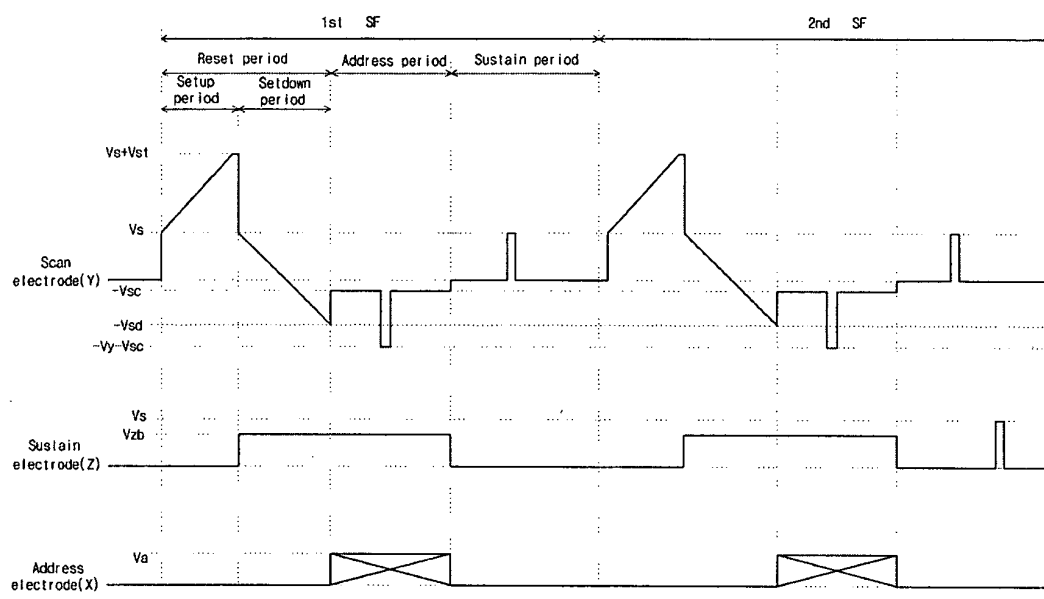 1st SF
2nd SF
Reset period
Address period
Sustain period
Setup
period
Setdown
period
Vs+Vst
Vs
Scan
electrode(Y)
-Vsc
-Vsd
-Vy-Vsc
Vs
Vzb
Sustain
electrode(Z)
Va
Address
electrode(X)